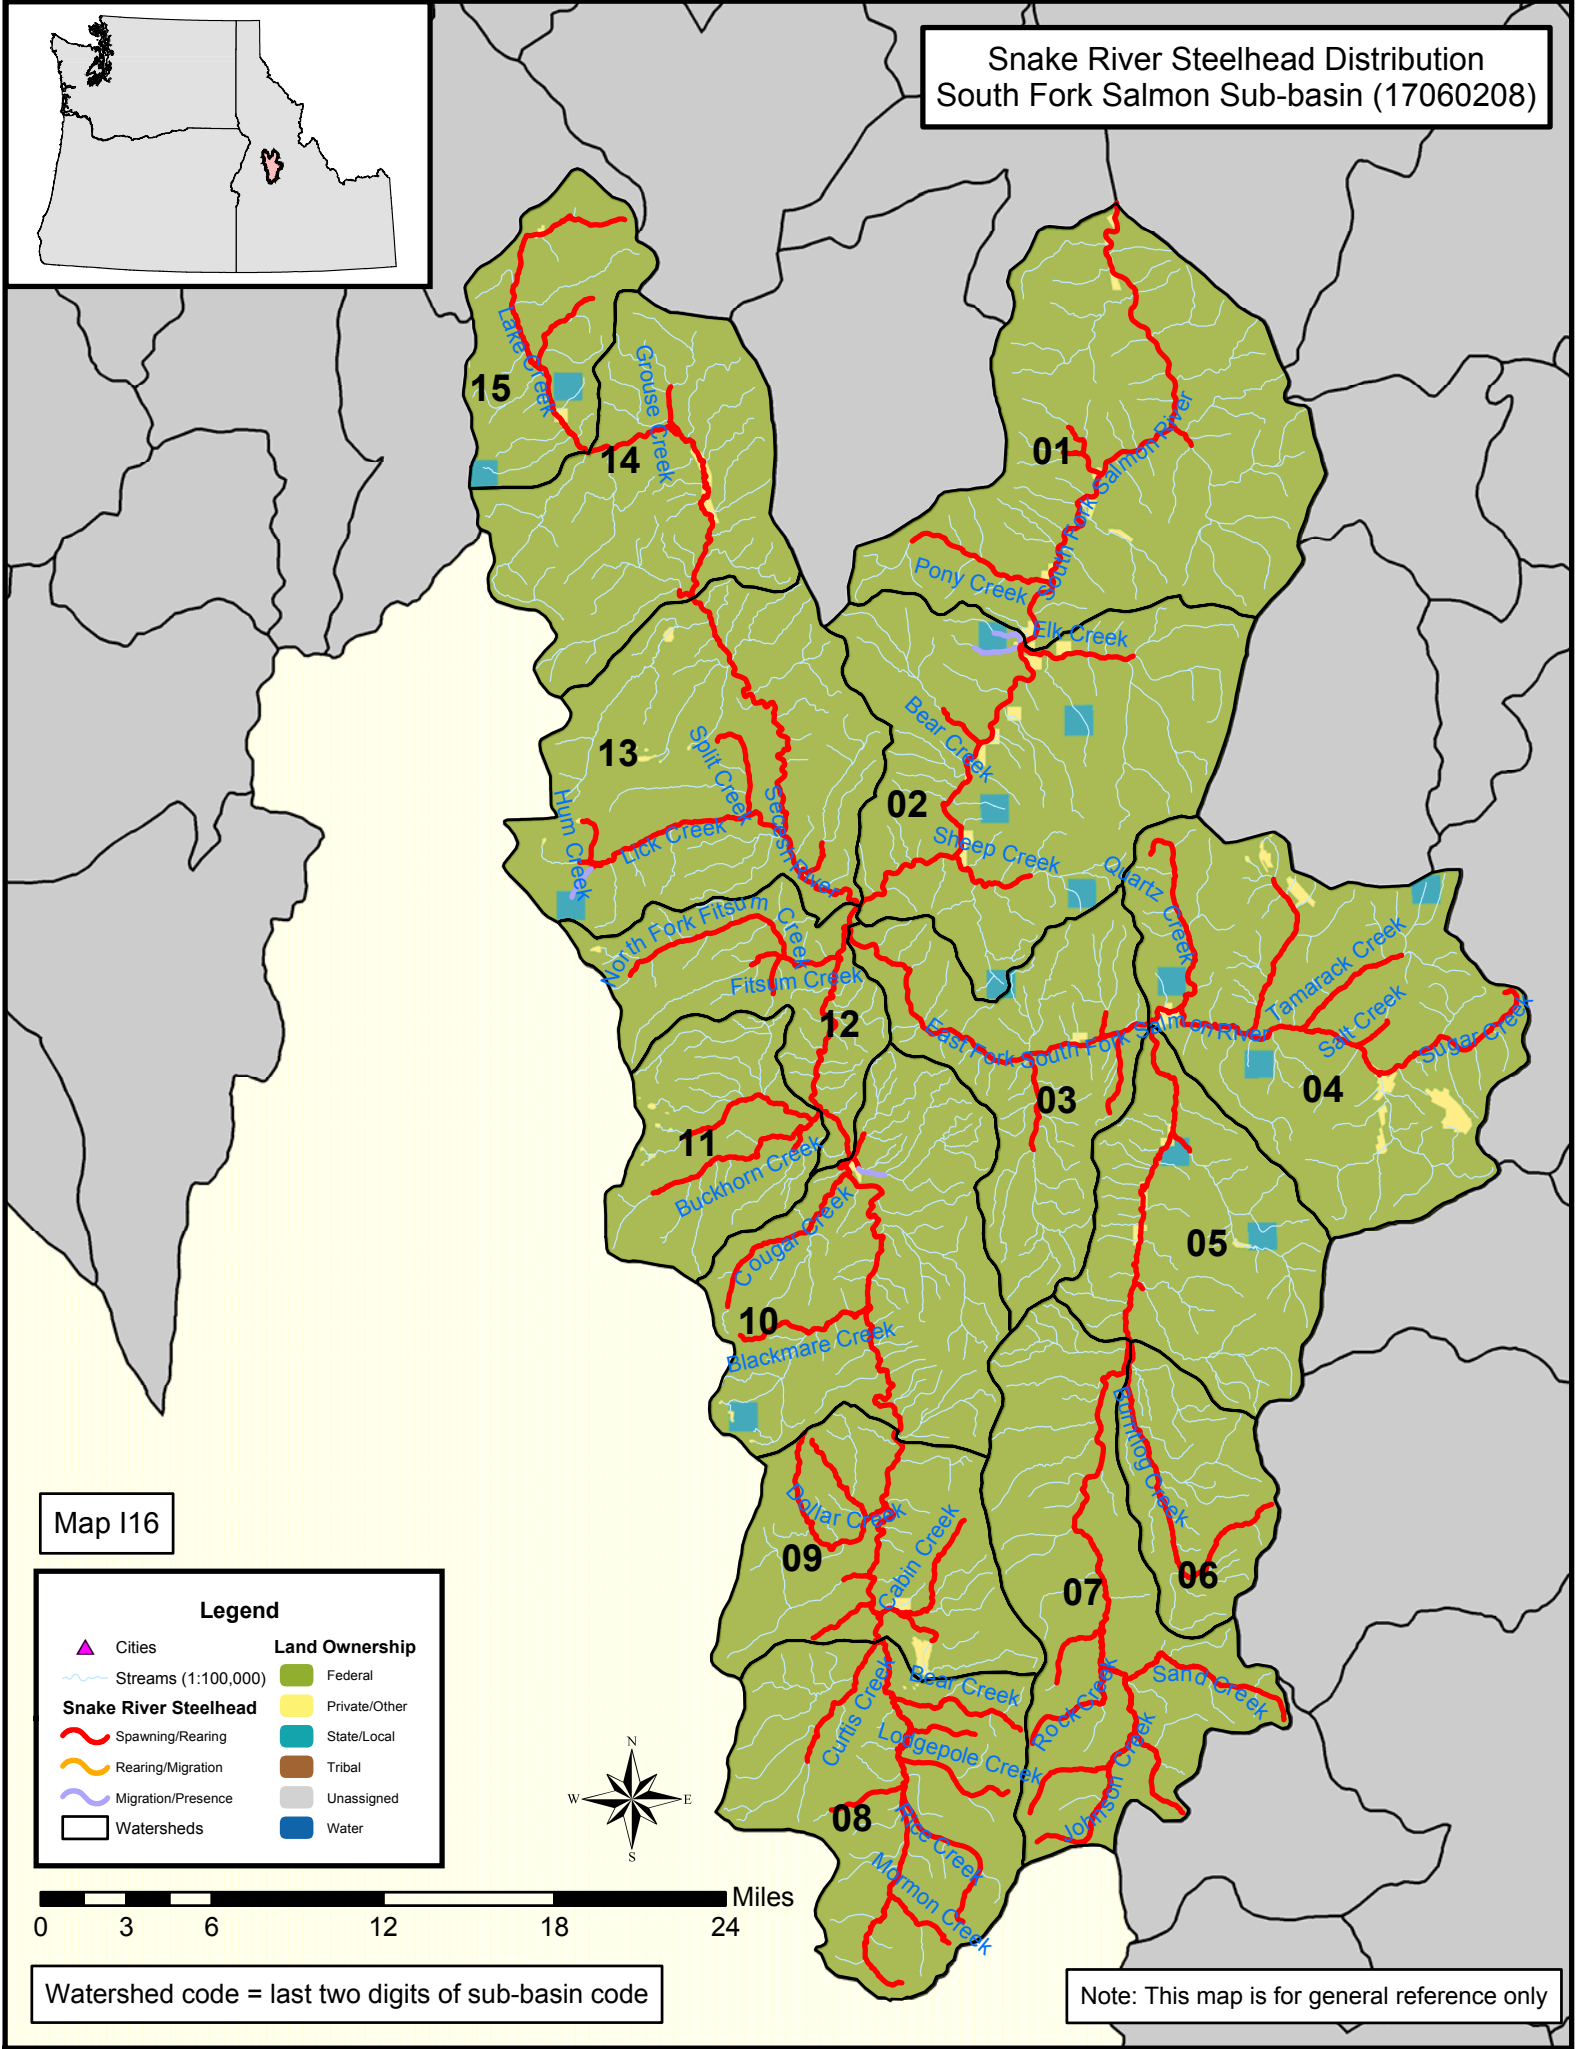 Snake River Steelhead Distribution
South Fork Salmon Sub-basin (17060208)
15
Lake Creek
Grouse Creek
14
01
South Fork Salmon River
Pony Creek
Elk Creek
Bear Creek
13
Split Creek
Secesh River
Hum Creek
Lick Creek
02
Sheep Creek
Quartz Creek
North Fork Fitsum Creek
Fitsum Creek
12
East Fork South Fork Salmon River
Tamarack Creek
Salt Creek
Sugar Creek
03
04
11
Buckhorn Creek
Cougar Creek
05
10
Blackmare Creek
Burntlog Creek
Dollar Creek
09
Cabin Creek
07
06
Curtis Creek
Bear Creek
Rock Creek
Sand Creek
Lodgepole Creek
Johnson Creek
08
Rice Creek
Mormon Creek
Map I16
Legend
Cities
Streams (1:100,000)
Snake River Steelhead
Spawning/Rearing
Rearing/Migration
Migration/Presence
Watersheds
Land Ownership
Federal
Private/Other
State/Local
Tribal
Unassigned
Water
N
W E
S
Miles
0 3 6 12 18 24
Watershed code = last two digits of sub-basin code
Note: This map is for general reference only